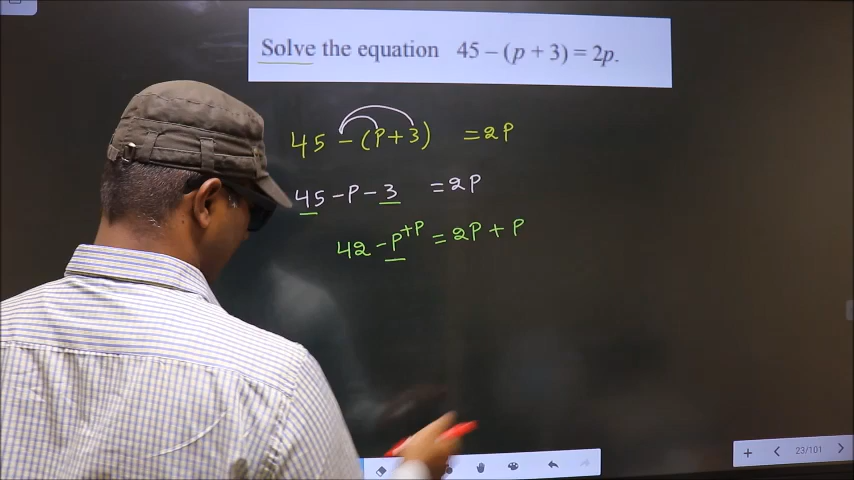 Solve the equation 45 – (p + 3) = 2p.
45 - (P+3) = 2P
45 - P - 3 = 2P
42 - P +P = 2P + P
23/101